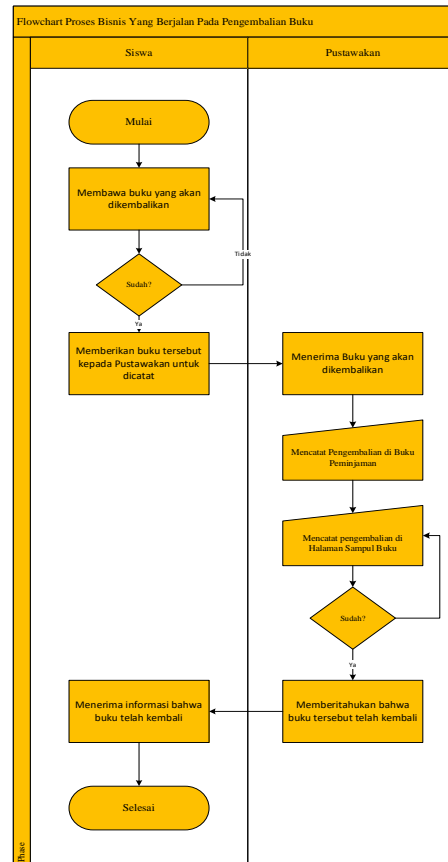 Flowchart Proses Bisnis Yang Berjalan Pada Pengembalian Buku
Siswa
Pustawakan
Mulai
Membawa buku yang akan
dikembalikan
Tidak
Sudah?
Ya
Memberikan buku tersebut
kepada Pustawakan untuk
dicatat
Menerima Buku yang akan
dikembalikan
Mencatat Pengembalian di Buku
Peminjaman
Mencatat pengembalian di
Halaman Sampul Buku
Sudah?
Ya
Memberitahukan bahwa
buku tersebut telah kembali
Menerima informasi bahwa
buku telah kembali
Selesai
Phase